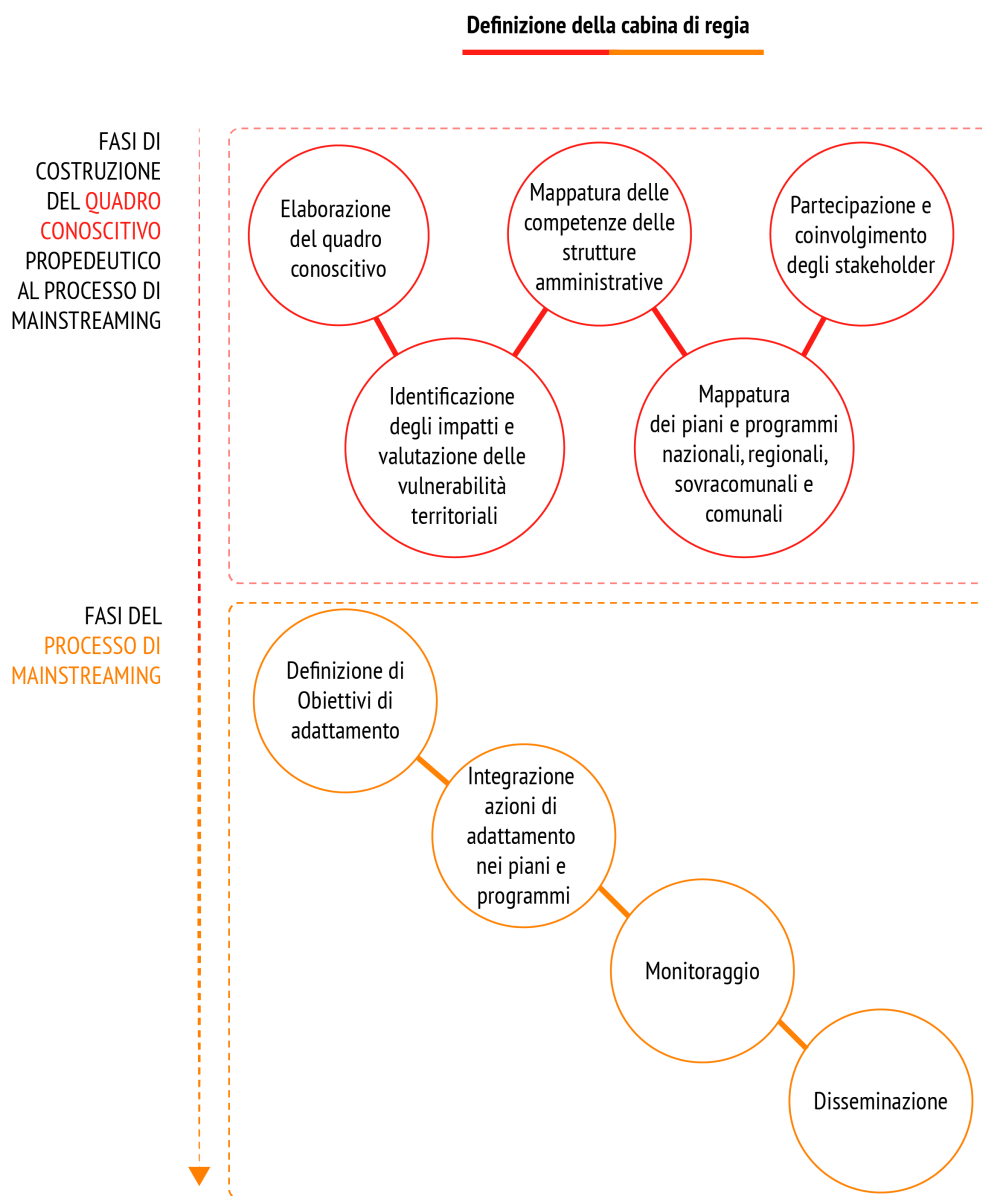 Definizione della cabina di regia
FASI DI
COSTRUZIONE
DEL QUADRO
CONOSCITIVO
PROPEDEUTICO
AL PROCESSO DI
MAINSTREAMING
Elaborazione
del quadro
conoscitivo
Mappatura delle
competenze delle
strutture
amministrative
Partecipazione e
coinvolgimento
degli stakeholder
Identificazione
degli impatti e
valutazione delle
vulnerabilità
territoriali
Mappatura
dei piani e programmi
nazionali, regionali,
sovracomunali e
comunali
FASI DEL
PROCESSO DI
MAINSTREAMING
Definizione di
Obiettivi di
adattamento
Integrazione
azioni di
adattamento
nei piani e
programmi
Monitoraggio
Disseminazione